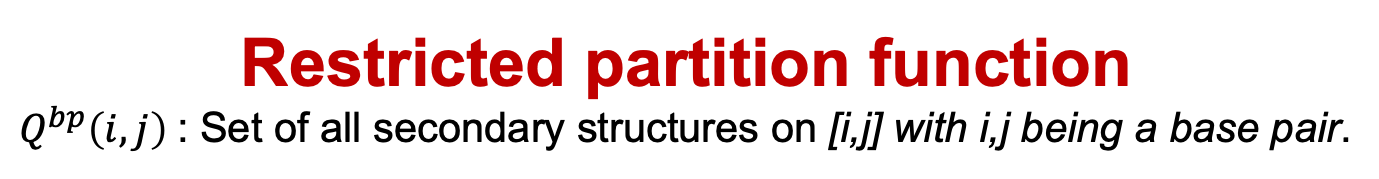 Restricted partition function
𝑄^{𝑏𝑝}(𝑖, 𝑗) : Set of all secondary structures on [i,j] with i,j being a base pair.